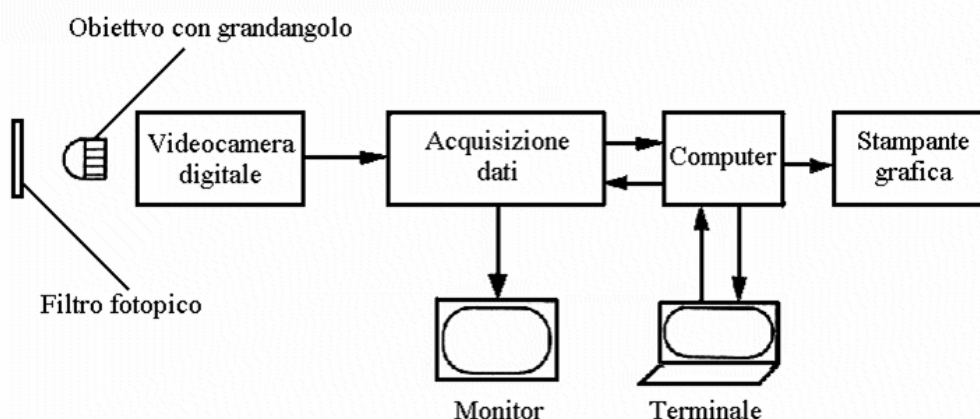 Obiettvo con grandangolo
Videocamera
digitale
Acquisizione
dati
Computer
Stampante
grafica
Filtro fotopico
Monitor
Terminale